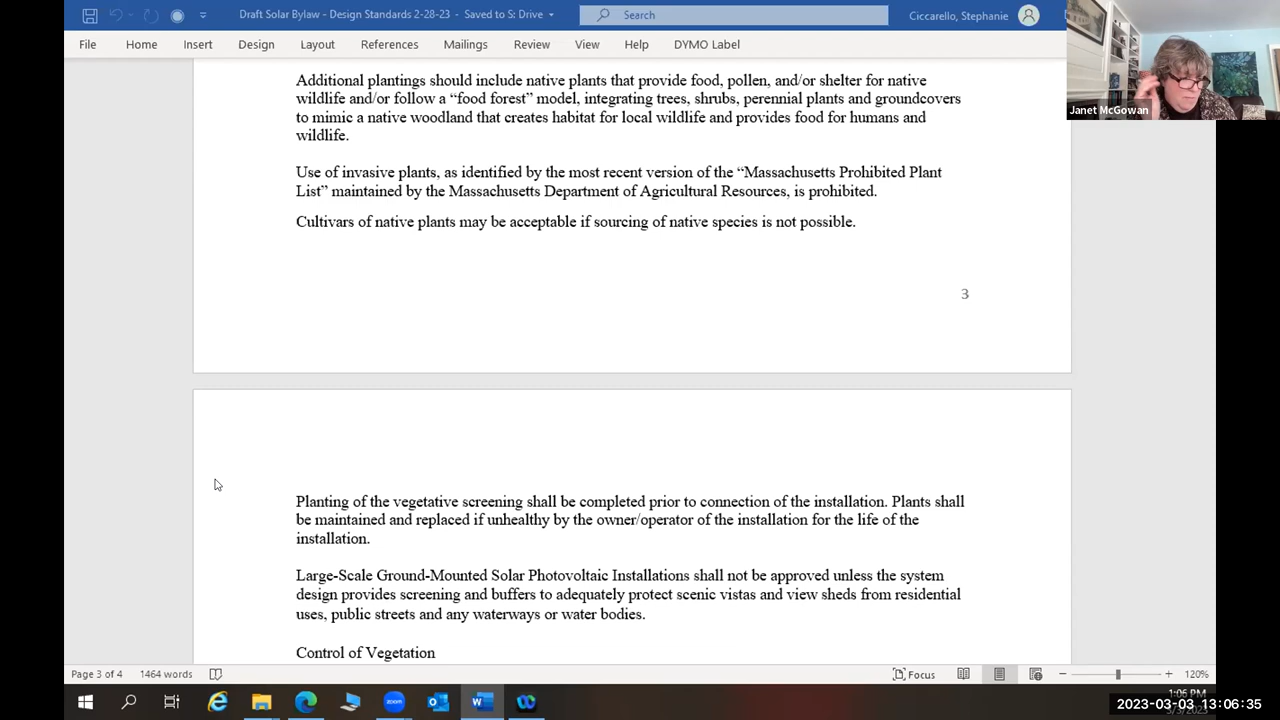 Draft Solar Bylaw - Design Standards 2-28-23 - Saved to S: Drive
Search
Ciccarello, Stephanie
File Home Insert Design Layout References Mailings Review View Help DYMO Label
Janet McGowan
Additional plantings should include native plants that provide food, pollen, and/or shelter for native
wildlife and/or follow a “food forest” model, integrating trees, shrubs, perennial plants and groundcovers
to mimic a native woodland that creates habitat for local wildlife and provides food for humans and
wildlife.
Use of invasive plants, as identified by the most recent version of the “Massachusetts Prohibited Plant
List” maintained by the Massachusetts Department of Agricultural Resources, is prohibited.
Cultivars of native plants may be acceptable if sourcing of native species is not possible.
3
Planting of the vegetative screening shall be completed prior to connection of the installation. Plants shall
be maintained and replaced if unhealthy by the owner/operator of the installation for the life of the
installation.
Large-Scale Ground-Mounted Solar Photovoltaic Installations shall not be approved unless the system
design provides screening and buffers to adequately protect scenic vistas and view sheds from residential
uses, public streets and any waterways or water bodies.
Control of Vegetation
Page 3 of 4 1464 words Focus 120%
1:06 PM
2023-03-03 13:06:35